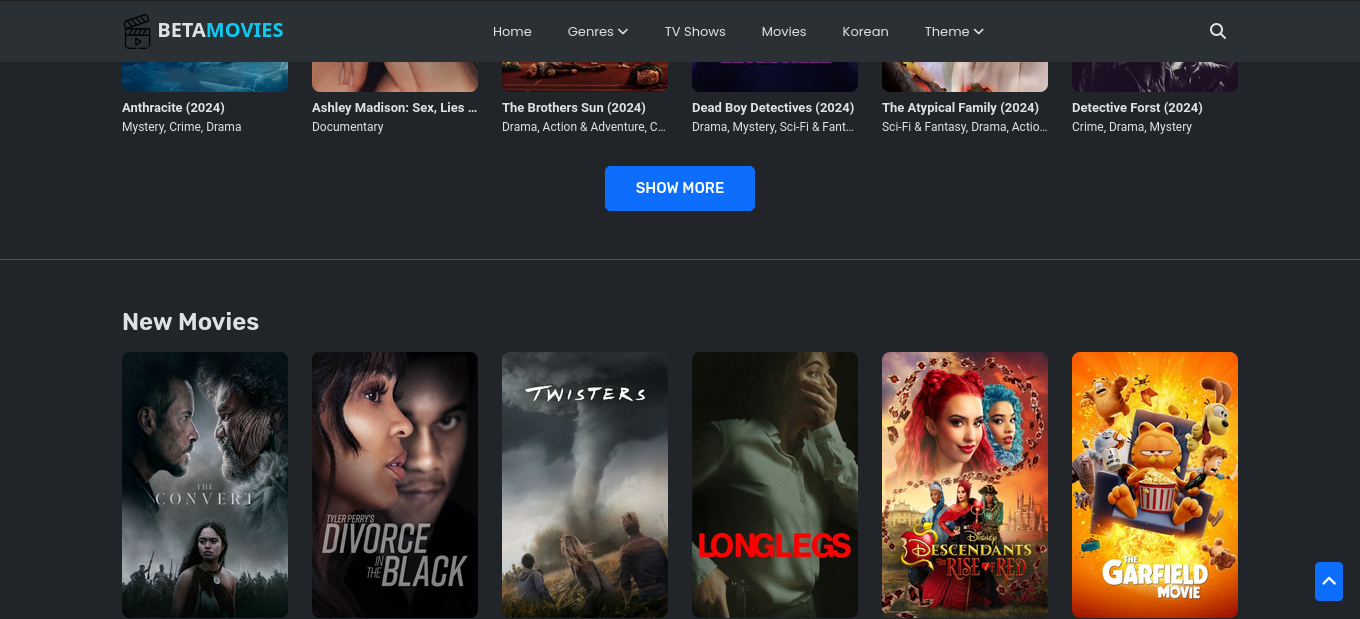 BETAMOVIES
Home Genres TV Shows Movies Korean Theme
Anthracite (2024) Ashley Madison: Sex, Lies ... The Brothers Sun (2024) Dead Boy Detectives (2024) The Atypical Family (2024) Detective Forst (2024)
Mystery, Crime, Drama Documentary Drama, Action & Adventure, C... Drama, Mystery, Sci-Fi & Fant... Sci-Fi & Fantasy, Drama, Actio... Crime, Drama, Mystery
SHOW MORE
New Movies
THE
CONVERT
TYLER PERRY'S
DIVORCE
IN THE
BLACK
TWISTERS
LONGLEGS
Disney
DESCENDANTS
THE RISE OF RED
THE
GARFIELD
MOVIE